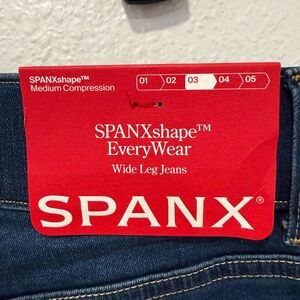 SPANXshape™
Medium Compression
01 02 03 04 05
SPANXshape™
EveryWear
Wide Leg Jeans
SPANX®